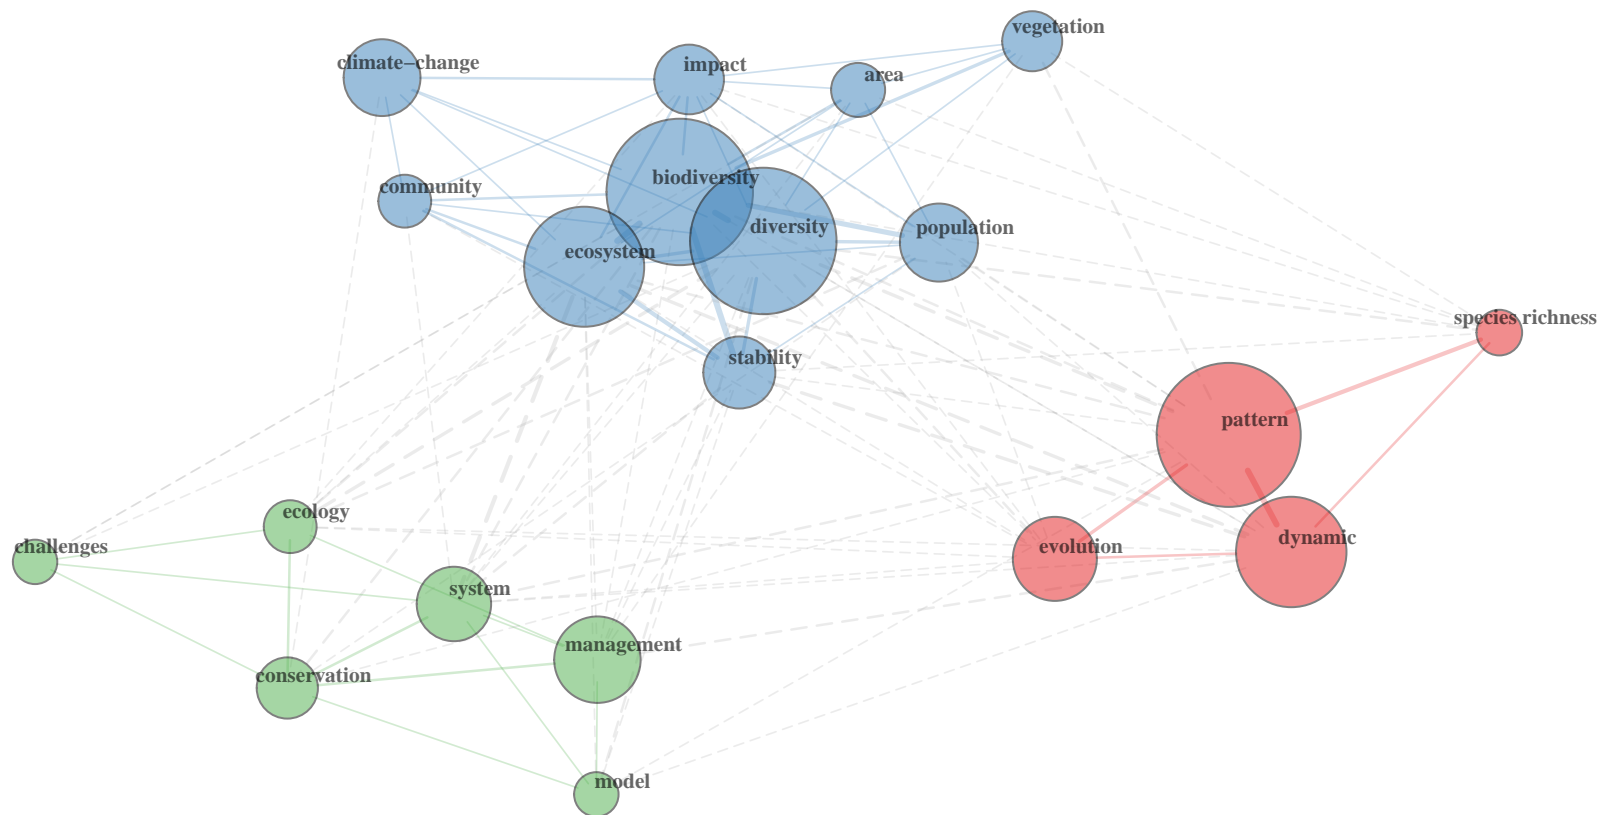 vegetation
climate−change
impact
area
community
biodiversity
diversity
population
ecosystem
species richness
stability
pattern
ecology
challenges
evolution
dynamic
system
management
conservation
model